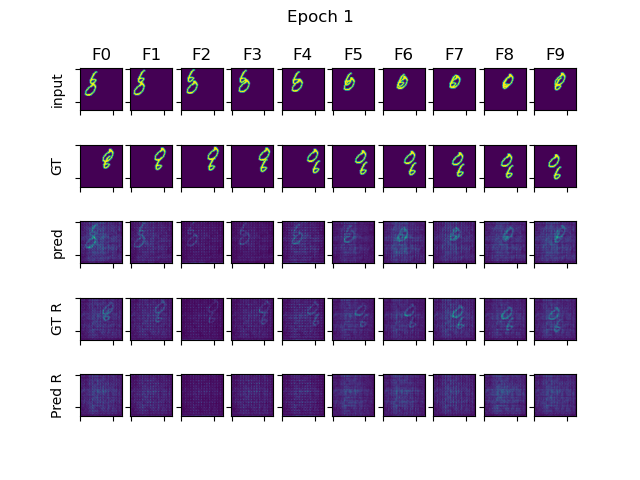 Epoch 1
F0 F1 F2 F3 F4 F5 F6 F7 F8 F9
input
GT
pred
GT R
Pred R